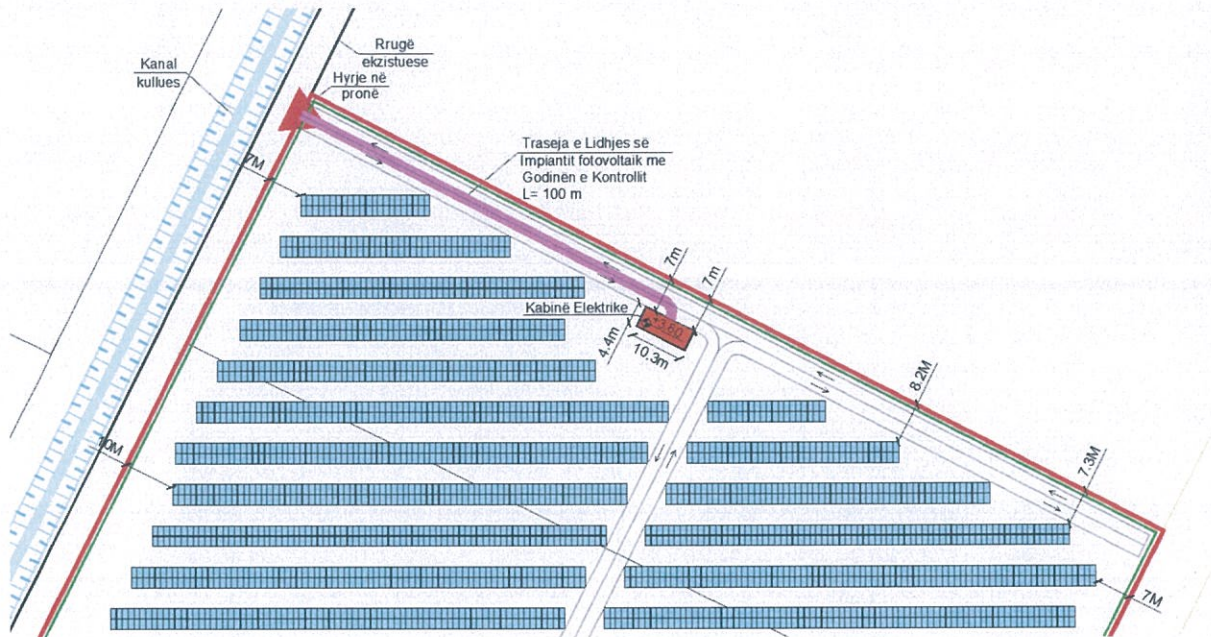 Rrugë
ekzistuese
Kanal
kullues
Hyrje në
pronë
Traseja e Lidhjes së
Impiantit fotovoltaik me
Godinën e Kontrollit
L= 100 m
7M
7m
7m
Kabinë Elektrike
4.4m
10.3m
8.2M
10M
7.3M
7M